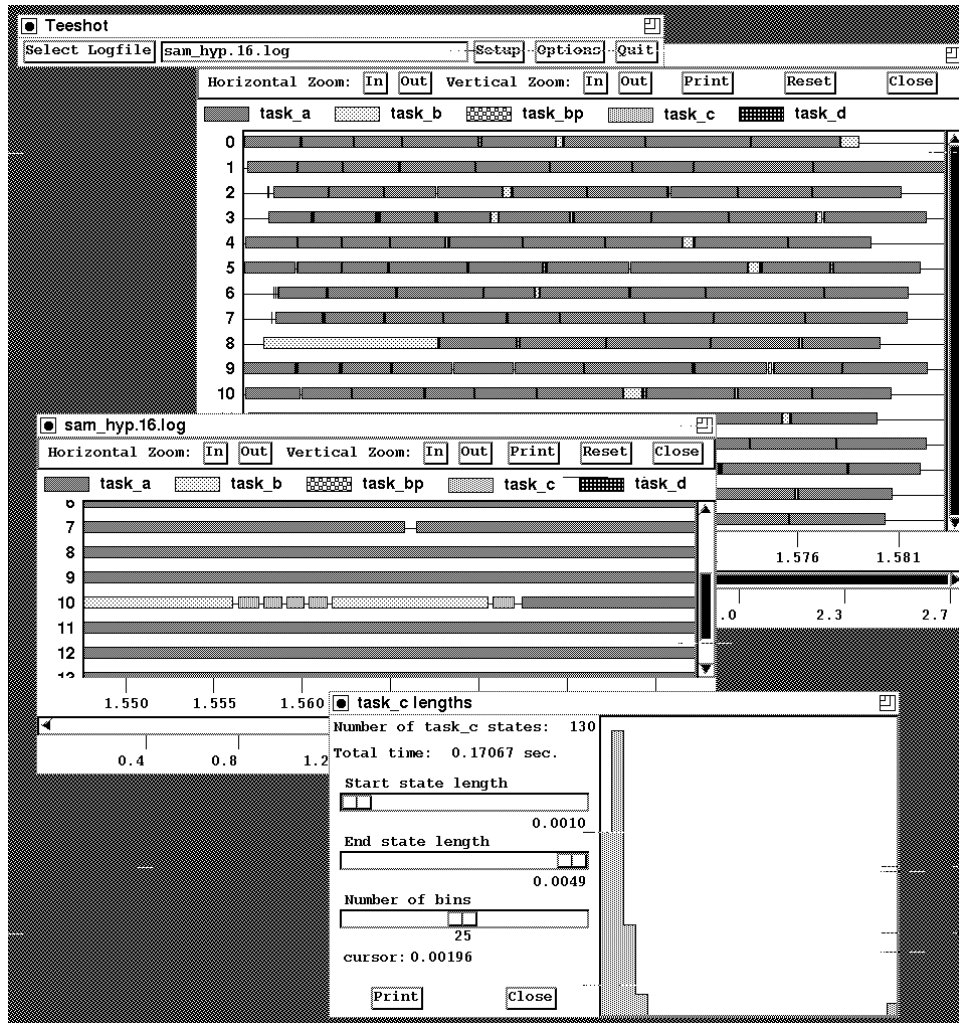 Teeshot
Select Logfile sam_hyp.16.log Setup Options Quit
Horizontal Zoom: In Out Vertical Zoom: In Out Print Reset Close
task_a task_b task_bp task_c task_d
0
1
2
3
4
5
6
7
8
9
10
1.576 1.581
.0 2.3 2.7
sam_hyp.16.log
Horizontal Zoom: In Out Vertical Zoom: In Out Print Reset Close
task_a task_b task_bp task_c task_d
6
7
8
9
10
11
12
13
1.550 1.555 1.560
0.4 0.8 1.2
task_c lengths
Number of task_c states: 130
Total time: 0.17067 sec.
Start state length
0.0010
End state length
0.0049
Number of bins
25
cursor: 0.00196
Print Close